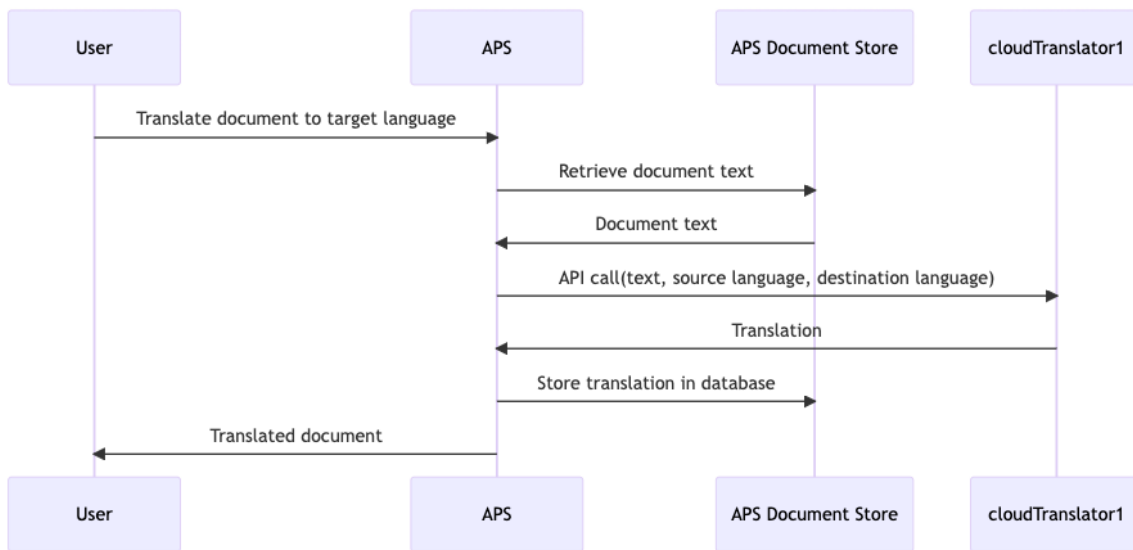 User
APS
APS Document Store
cloudTranslator1
Translate document to target language
Retrieve document text
Document text
API call(text, source language, destination language)
Translation
Store translation in database
Translated document
User
APS
APS Document Store
cloudTranslator1